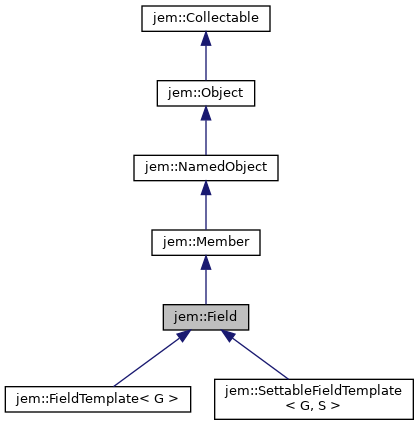 jem::Collectable
jem::Object
jem::NamedObject
jem::Member
jem::Field
jem::FieldTemplate< G >
jem::SettableFieldTemplate
< G, S >